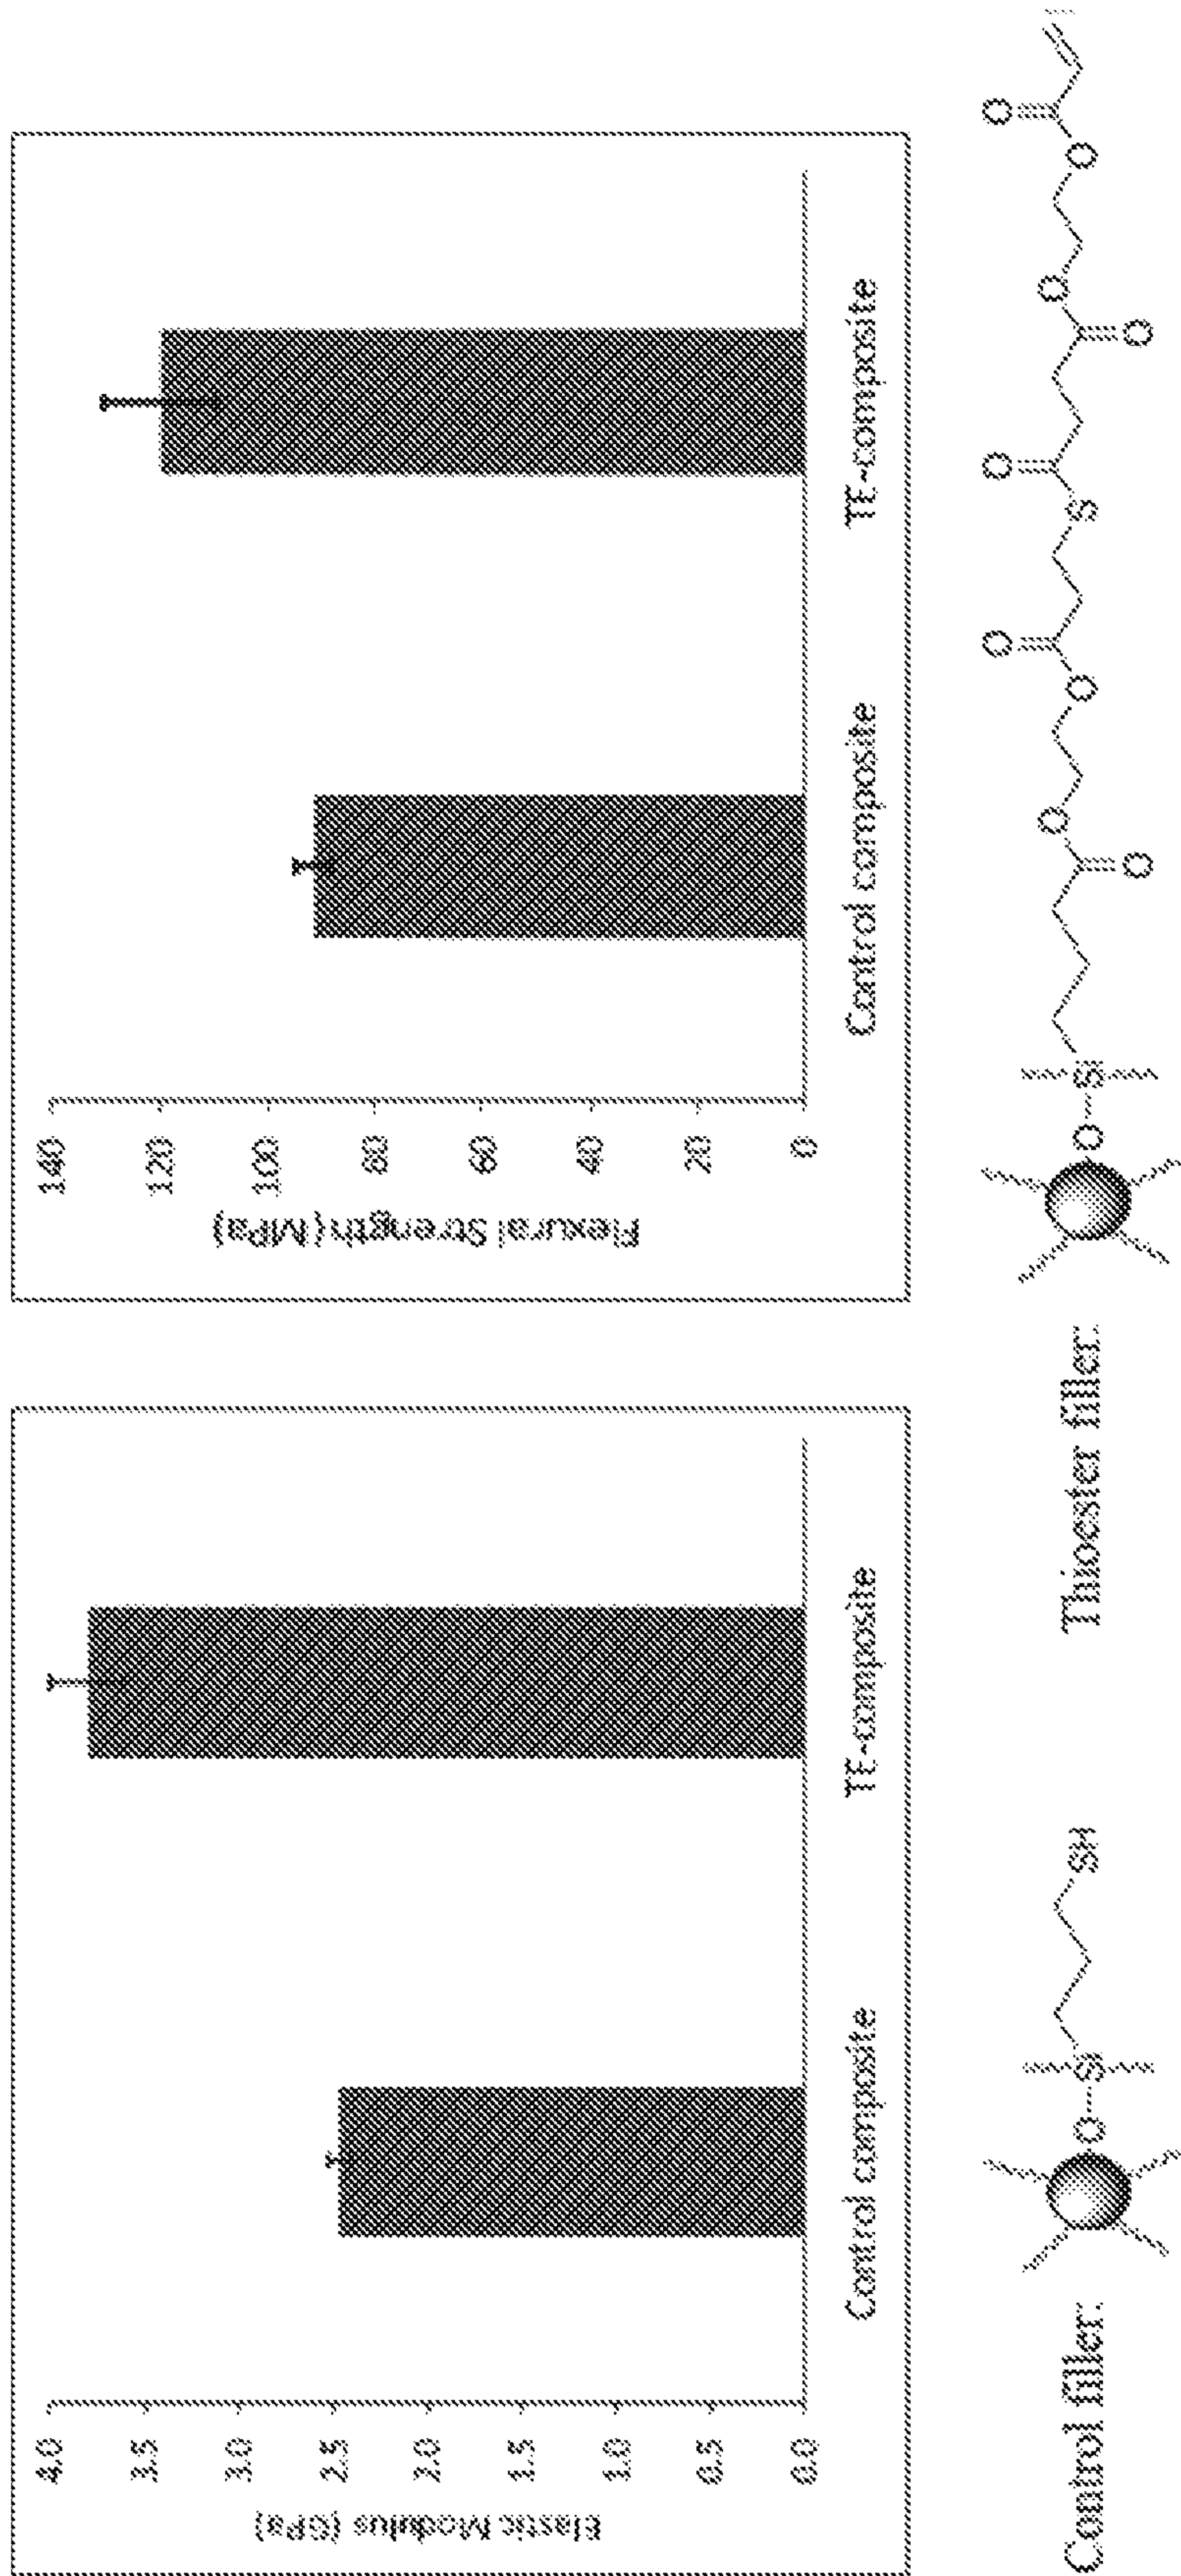 Elastic Modulus (GPa)
4.0
3.5
3.0
2.5
2.0
1.5
1.0
0.5
0.0
Control composite
TE-composite
Flexural Strength (MPa)
140
120
100
80
60
40
20
0
Control composite
TE-composite
Control filler:
O
Si
SH
Thioester filler:
O
Si
O
O
O
O
S
O
O
O
O
O